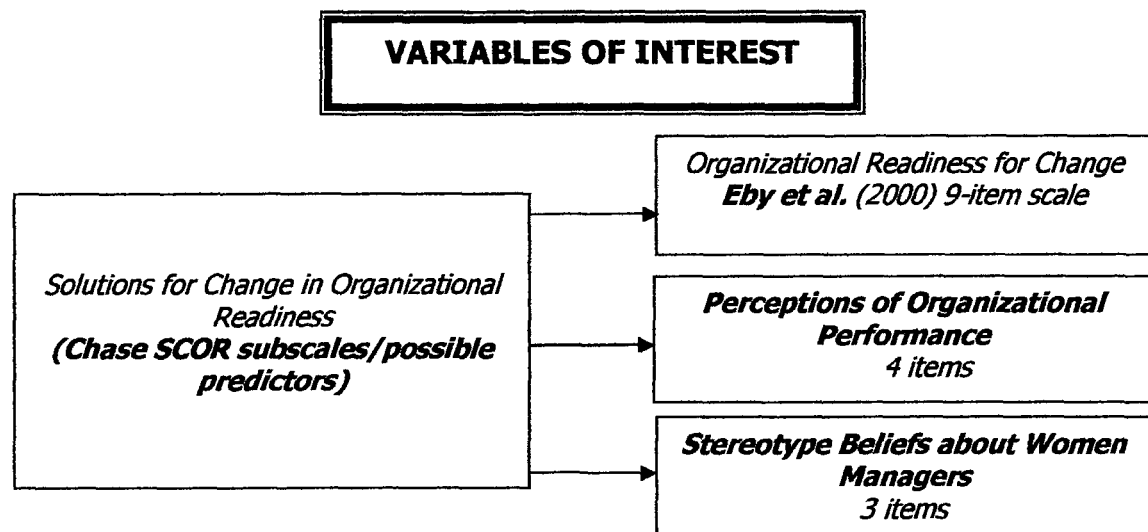 VARIABLES OF INTEREST
Organizational Readiness for Change
Eby et al. (2000) 9-item scale
Solutions for Change in Organizational
Readiness
(Chase SCOR subscales/possible
predictors)
Perceptions of Organizational
Performance
4 items
Stereotype Beliefs about Women
Managers
3 items